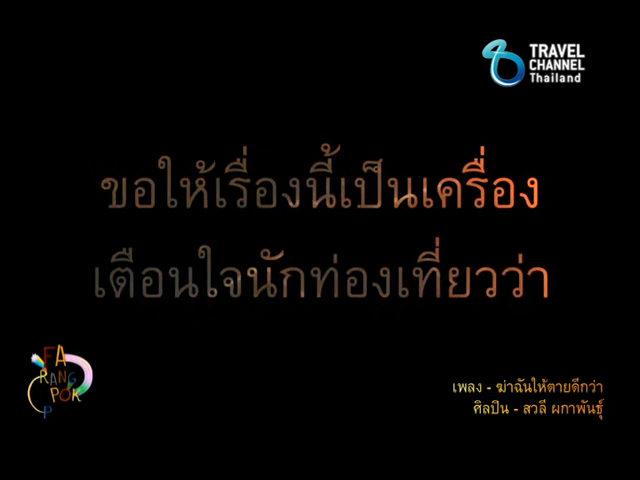 TRAVEL
CHANNEL
Thailand
ขอให้เรื่องนี้เป็นเครื่อง
เตือนใจนักท่องเที่ยวว่า
FA
RANG
POK
P
เพลง - ฆ่าฉันให้ตายดีกว่า
ศิลปิน - สวลี ผกาพันธุ์